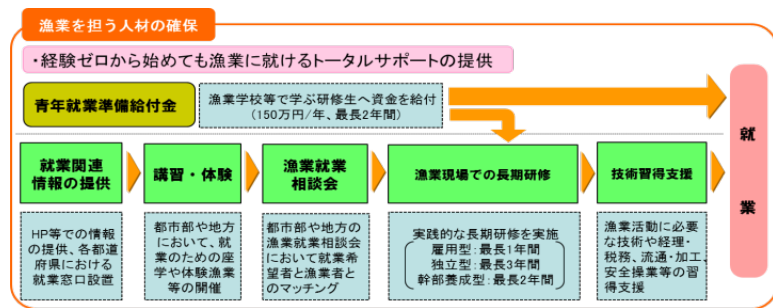 漁業を担う人材の確保
・経験ゼロから始めても漁業に就けるトータルサポートの提供
青年就業準備給付金
漁業学校等で学ぶ研修生へ資金を給付
(150万円/年、最長2年間)
就業
就業関連
情報の提供
講習・体験
漁業就業
相談会
漁業現場での長期研修
技術習得支援
HP等での情報
の提供、各都道
府県における
就業窓口設置
都市部や地方
において、就
業のための座
学や体験漁業
等の開催
都市部や地方の
漁業就業相談会
において就業希
望者と漁業者と
のマッチング
実践的な長期研修を実施
雇用型:最長1年間
独立型:最長3年間
幹部養成型:最長2年間
漁業活動に必要
な技術や経理・
税務、流通・加工、
安全操業等の習
得支援